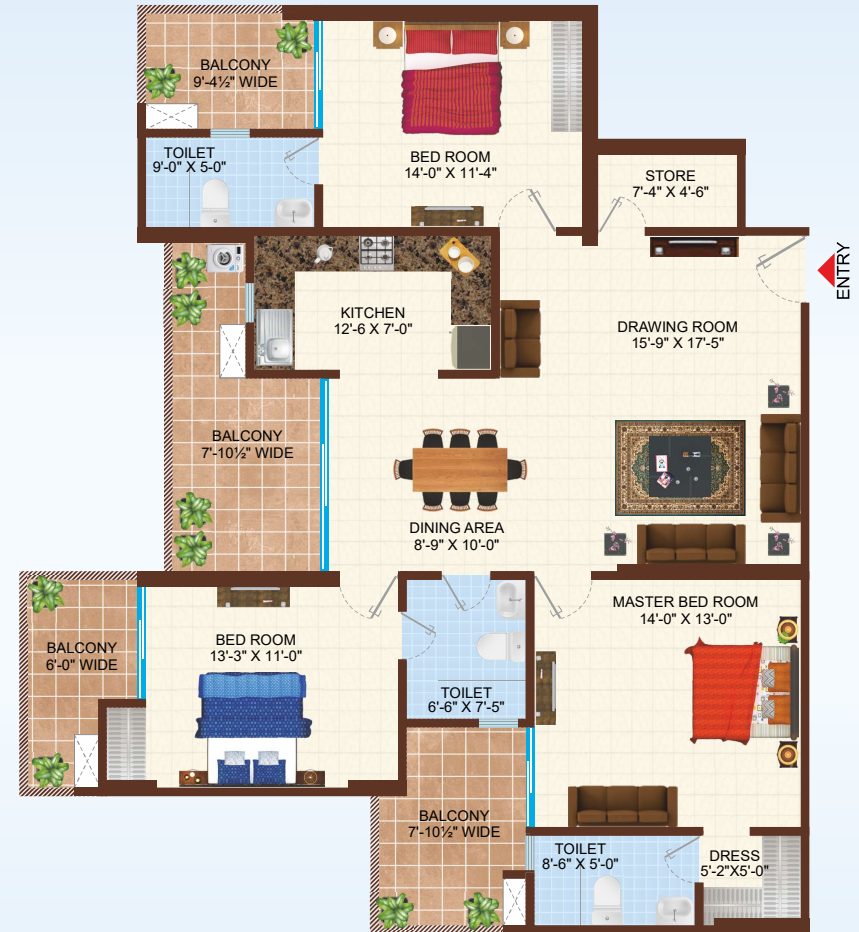 BALCONY
9'-4½" WIDE
TOILET
9'-0" X 5-0"
BED ROOM
14'-0" X 11'-4"
STORE
7'-4" X 4'-6"
ENTRY
KITCHEN
12'-6 X 7'-0"
DRAWING ROOM
15'-9" X 17'-5"
BALCONY
7'-10½" WIDE
DINING AREA
8'-9" X 10'-0"
BALCONY
6'-0" WIDE
BED ROOM
13'-3" X 11'-0"
TOILET
6'-6" X 7'-5"
MASTER BED ROOM
14'-0" X 13'-0"
BALCONY
7'-10½" WIDE
TOILET
8'-6" X 5'-0"
DRESS
5'-2"X5'-0"